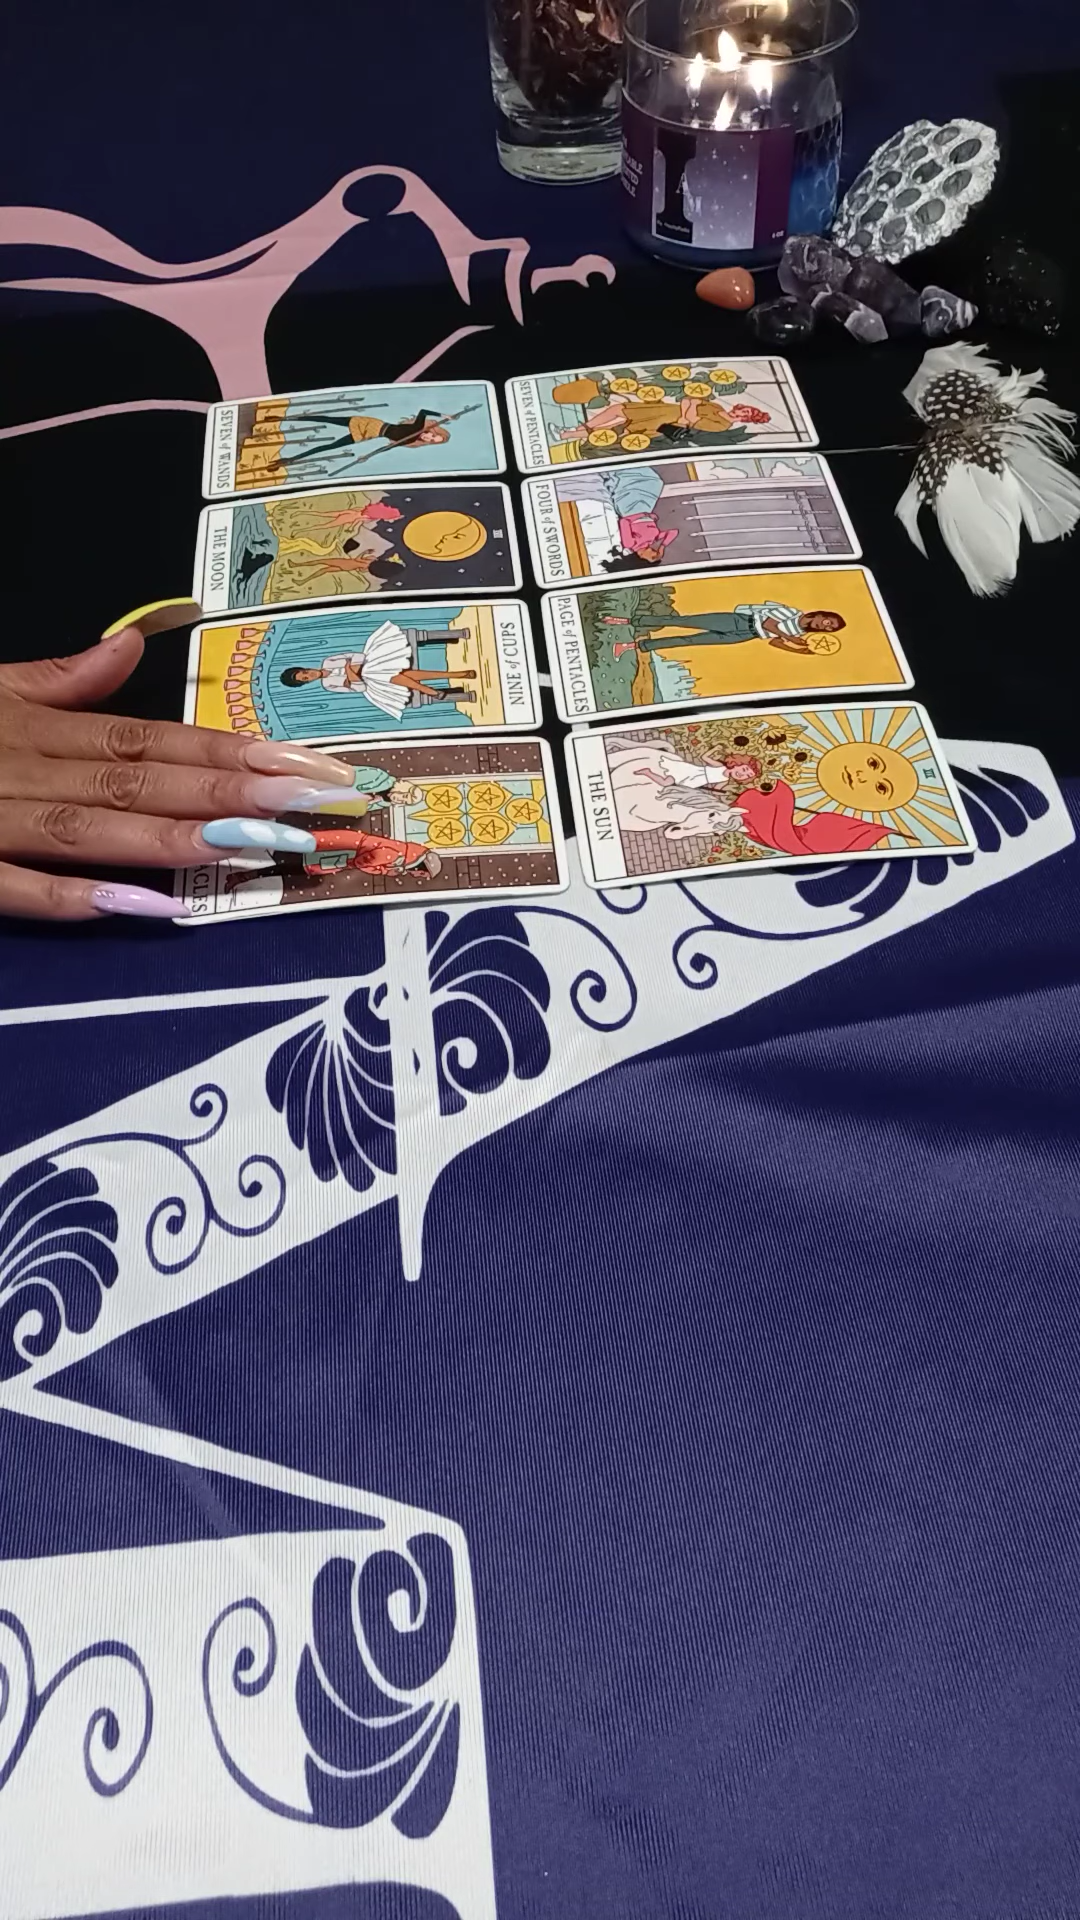 SEVEN of WANDS
SEVEN of PENTACLES
THE MOON
FOUR of SWORDS
NINE of CUPS
PAGE of PENTACLES
ACLES
THE SUN
I
A